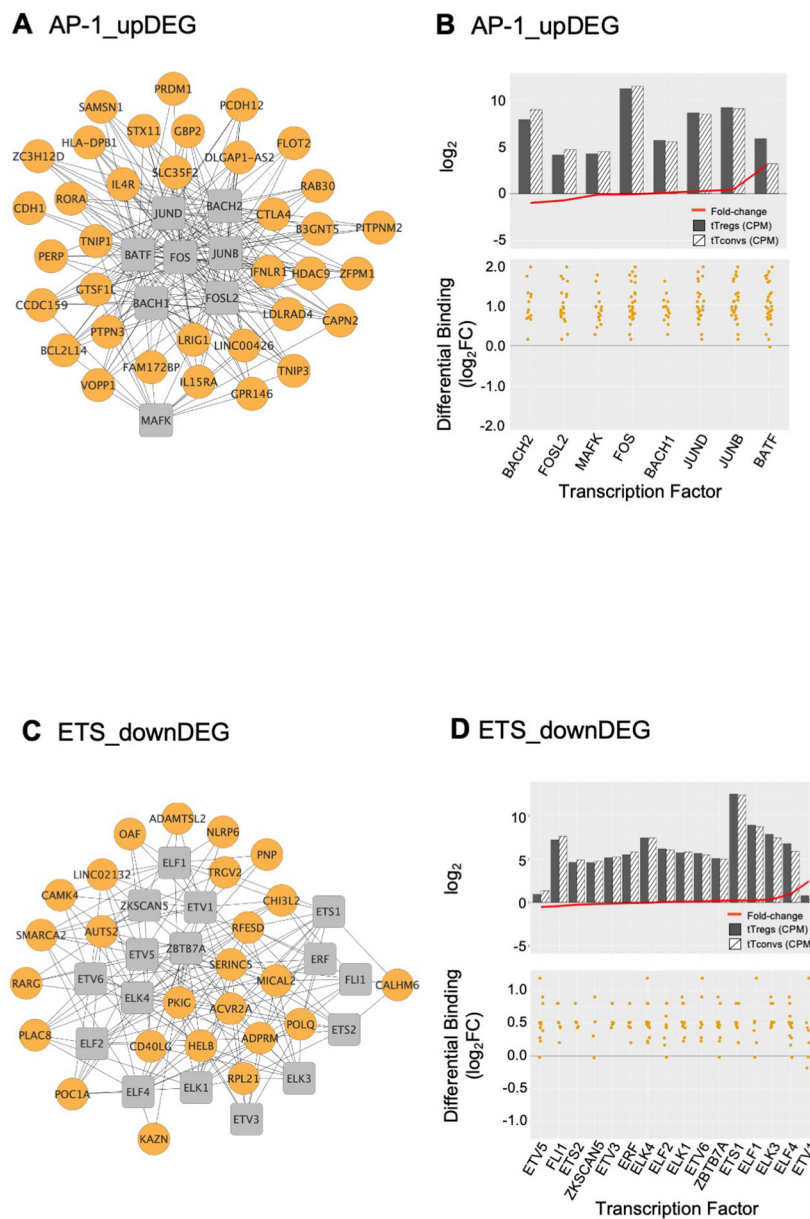 A AP-1_upDEG
PRDM1
SAMSN1
PCDH12
STX11
GBP2
HLA-DPB1
FLOT2
ZC3H12D
DLGAP1-AS2
SLC35F2
IL4R
RAB30
RORA
BACH2
CDH1
JUND
CTLA4
B3GNT5
PITPNM2
TNIP1
BATF
FOS
JUNB
PERP
IFNLR1
HDAC9
ZFPM1
GTSF1L
BACH1
FOSL2
CCDC159
LDLRAD4
CAPN2
PTPN3
LRIG1
LINC00426
BCL2L14
FAM172BP
TNIP3
VOPP1
IL15RA
GPR146
MAFK
B AP-1_upDEG
10
5
0
-5
log2
Fold-change
tTregs (CPM)
tTconvs (CPM)
2.0
1.0
0.0
-1.0
-2.0
Differential Binding
(log2FC)
BACH2
FOSL2
MAFK
FOS
BACH1
JUND
JUNB
BATF
Transcription Factor
C ETS_downDEG
ADAMTSL2
OAF
NLRP6
ELF1
PNP
LINC02132
TRGV2
CAMK4
ZKSCAN5
ETV1
CHI3L2
ETS1
AUTS2
RFESD
SMARCA2
ZBTB7A
ETV5
SERINC5
ERF
ETV6
MICAL2
FLI1
RARG
CALHM6
ELK4
PKIG
ACVR2A
POLQ
ETS2
PLAC8
ELF2
CD40LG
HELB
ADPRM
RPL21
ELK3
POC1A
ELF4
ELK1
ETV3
KAZN
D ETS_downDEG
10
5
0
-5
log2
Fold-change
tTregs (CPM)
tTconvs (CPM
1.0
0.5
0.0
-0.5
-1.0
Differential Binding
(log2FC)
ETV5
FLI1
ETS2
ZKSCAN5
ETV3
ERF
ELK4
ELF2
ELK1
ETV6
ZBTB7A
ETS1
ELF1
ELK3
ELF4
Transcription Factor